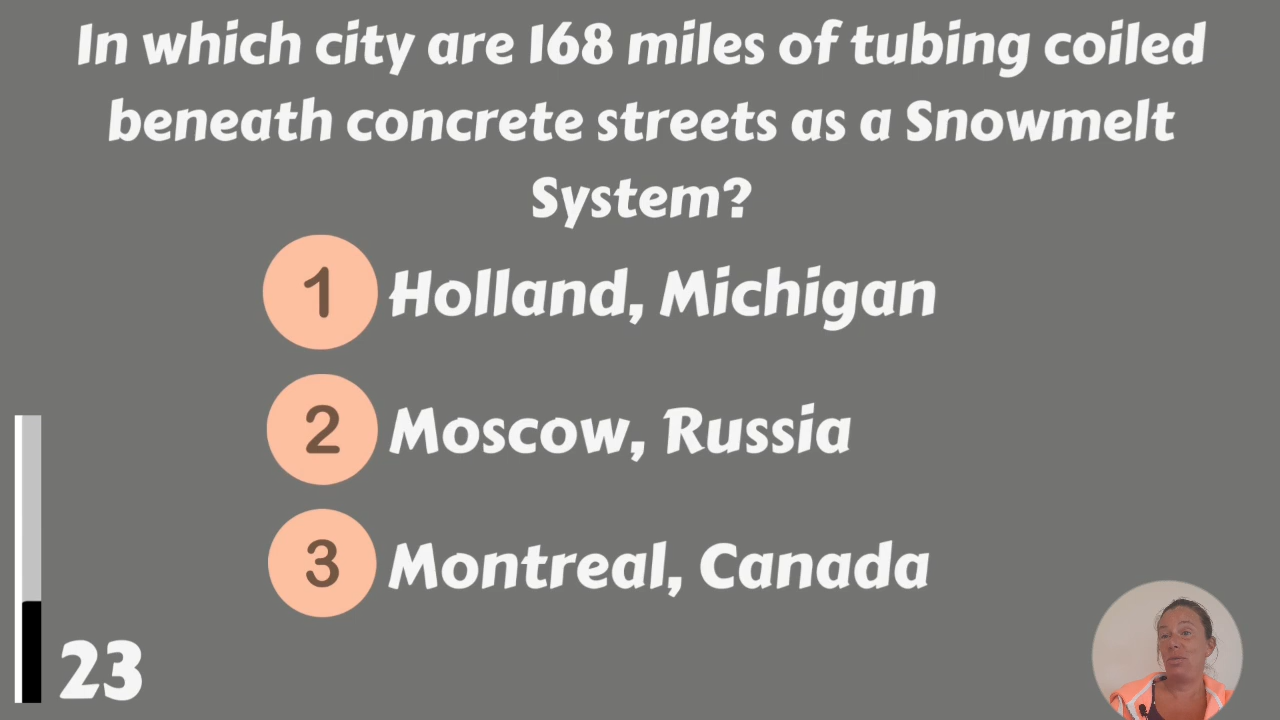 In which city are 168 miles of tubing coiled
beneath concrete streets as a Snowmelt
System?
1 Holland, Michigan
2 Moscow, Russia
3 Montreal, Canada
23